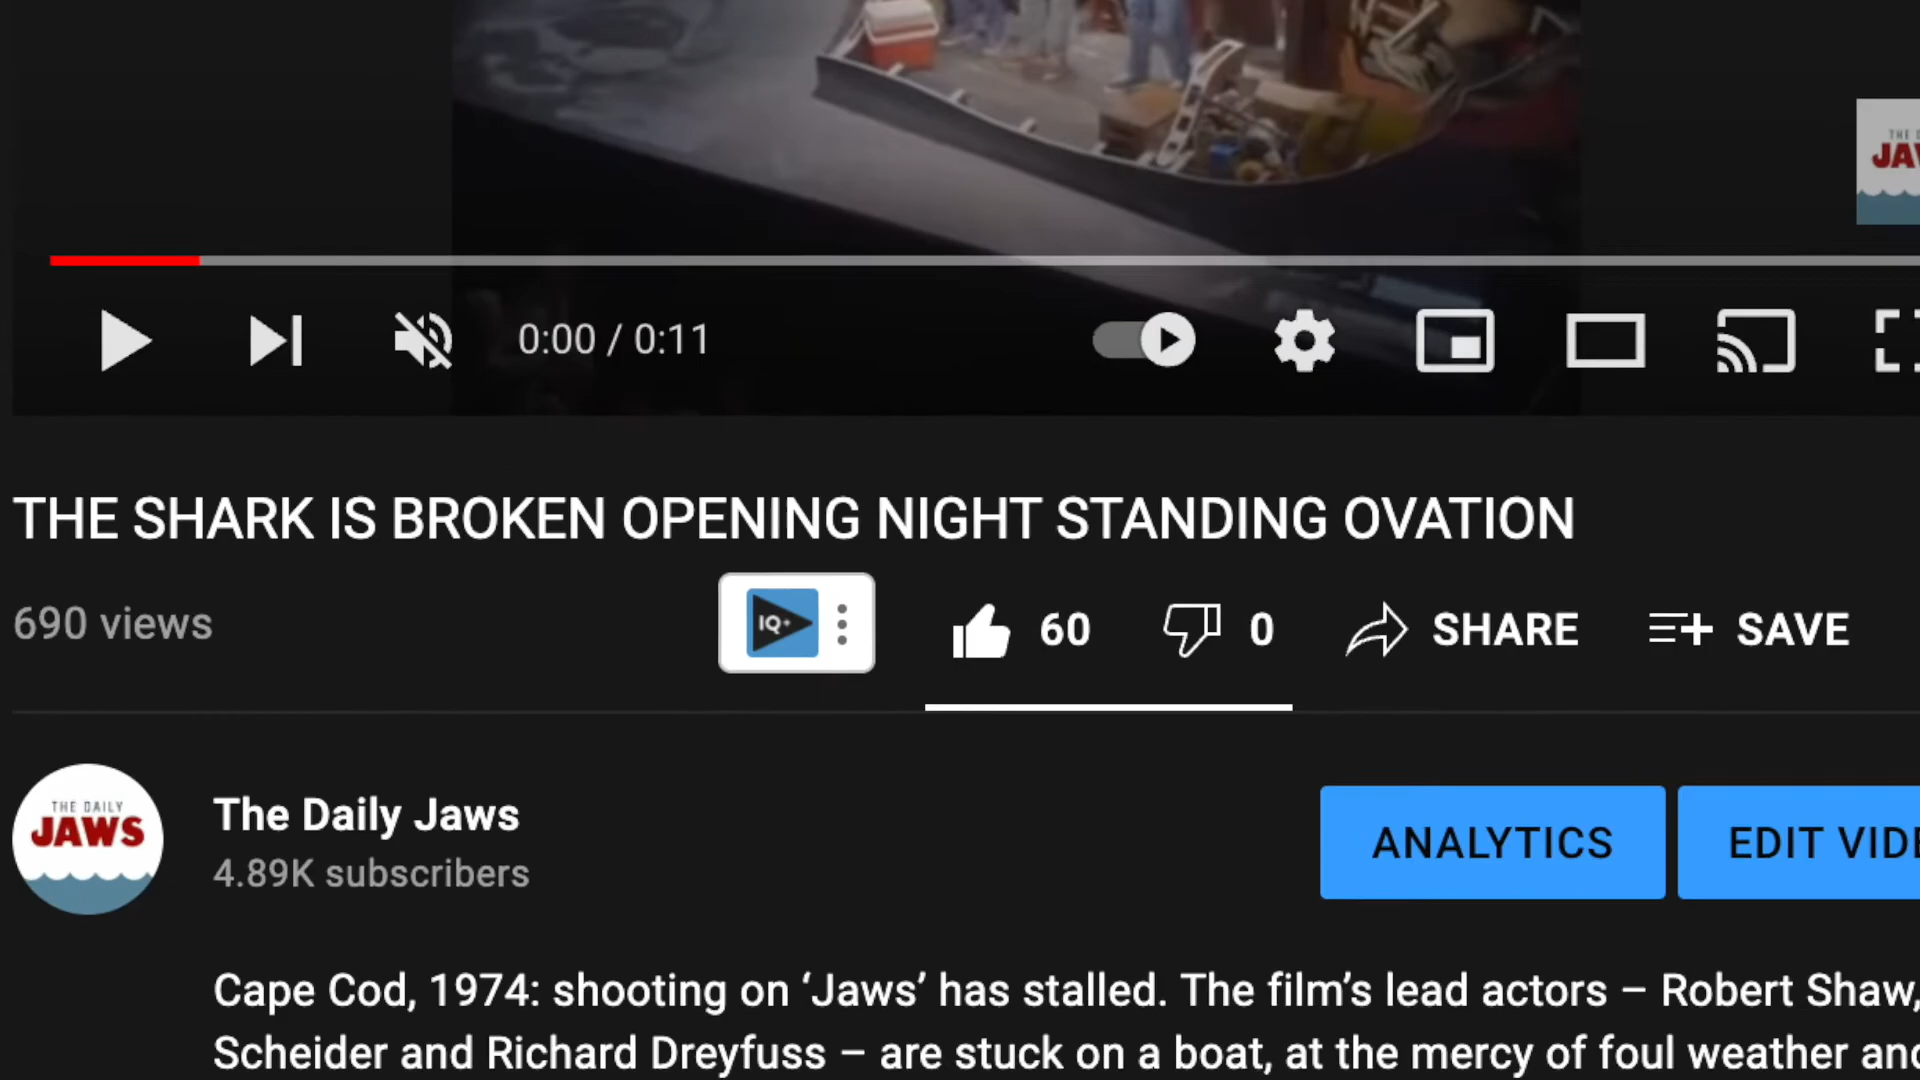 0:00 / 0:11
THE SHARK IS BROKEN OPENING NIGHT STANDING OVATION
690 views
IQ+
60
0
SHARE
SAVE
THE DAILY
JAWS
The Daily Jaws
4.89K subscribers
ANALYTICS
EDIT
Cape Cod, 1974: shooting on ‘Jaws’ has stalled. The film’s lead actors – Robert Shaw,
Scheider and Richard Dreyfuss – are stuck on a boat, at the mercy of foul weather